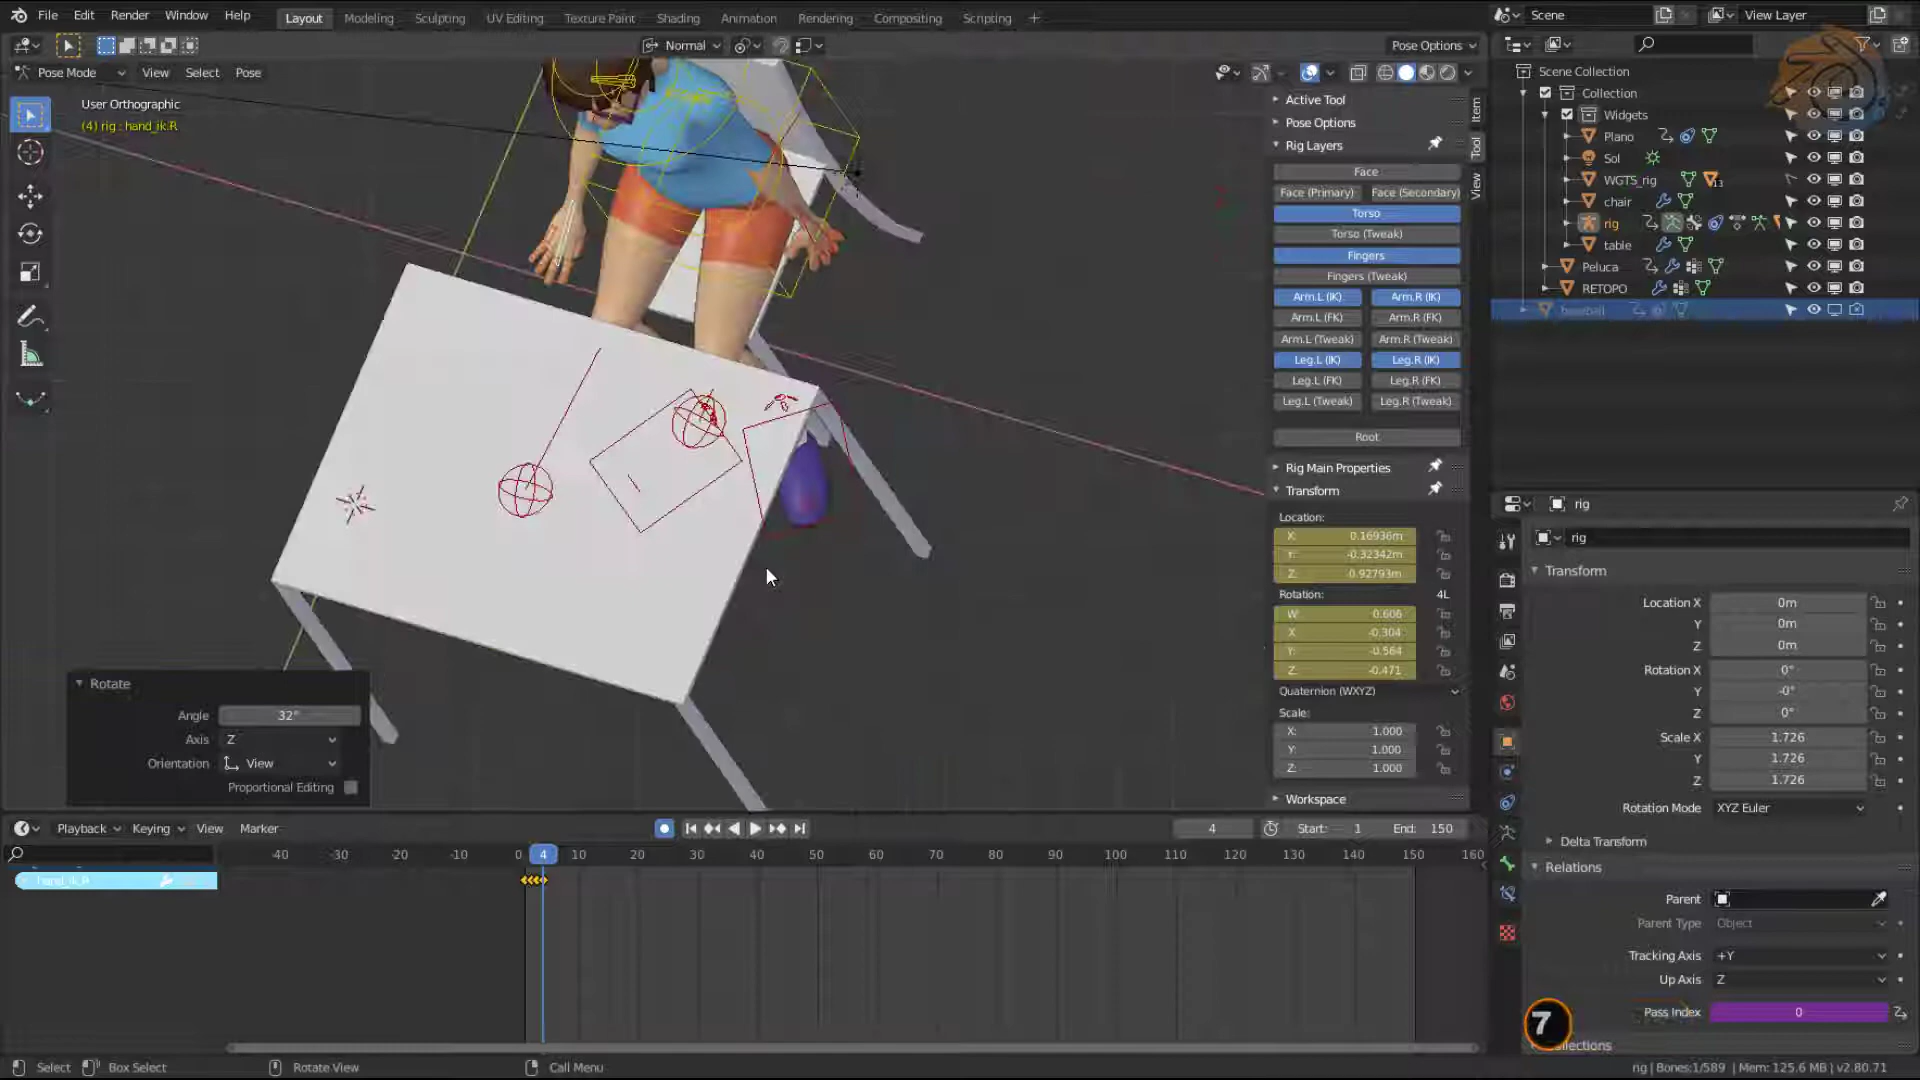 File Edit Render Window Help Layout Modeling Sculpting UV Editing Texture Paint Shading Animation Rendering Compositing Scripting + Scene View Layer
Normal Pose Options
Pose Mode View Select Pose
User Orthographic
(4) rig : hand_ik.R
Active Tool
Pose Options
Rig Layers
Face
Face (Primary) Face (Secondary)
Torso
Torso (Tweak)
Fingers
Fingers (Tweak)
Arm.L (IK) Arm.R (IK)
Arm.L (FK) Arm.R (FK)
Arm.L (Tweak) Arm.R (Tweak)
Leg.L (IK) Leg.R (IK)
Leg.L (FK) Leg.R (FK)
Leg.L (Tweak) Leg.R (Tweak)
Root
Rig Main Properties
Transform
Location:
X: 0.16936m
Y: -0.32342m
Z: 0.92793m
Rotation: 4L
W: 0.606
X: -0.304
Y: -0.564
Z: -0.471
Quaternion (WXYZ)
Scale:
X: 1.000
Y: 1.000
Z: 1.000
Workspace
Item
Tool
View
Scene Collection
Collection
Widgets
Plano
Sol
WGTS_rig 13
chair
rig
table
Peluca
RETOPO
baseball
rig
rig
Transform
Location X 0m
Y 0m
Z 0m
Rotation X 0°
Y -0°
Z 0°
Scale X 1.726
Y 1.726
Z 1.726
Rotation Mode XYZ Euler
Delta Transform
Relations
Parent
Parent Type Object
Tracking Axis +Y
Up Axis Z
Pass Index 0
Collections
7
Rotate
Angle 32°
Axis Z
Orientation View
Proportional Editing
Playback Keying View Marker 4 Start: 1 End: 150
-40 -30 -20 -10 0 4 10 20 30 40 50 60 70 80 90 100 110 120 130 140 150 160
hand_ik.R
Select Box Select Rotate View Call Menu rig | Bones:1/589 | Mem: 125.6 MB | v2.80.71